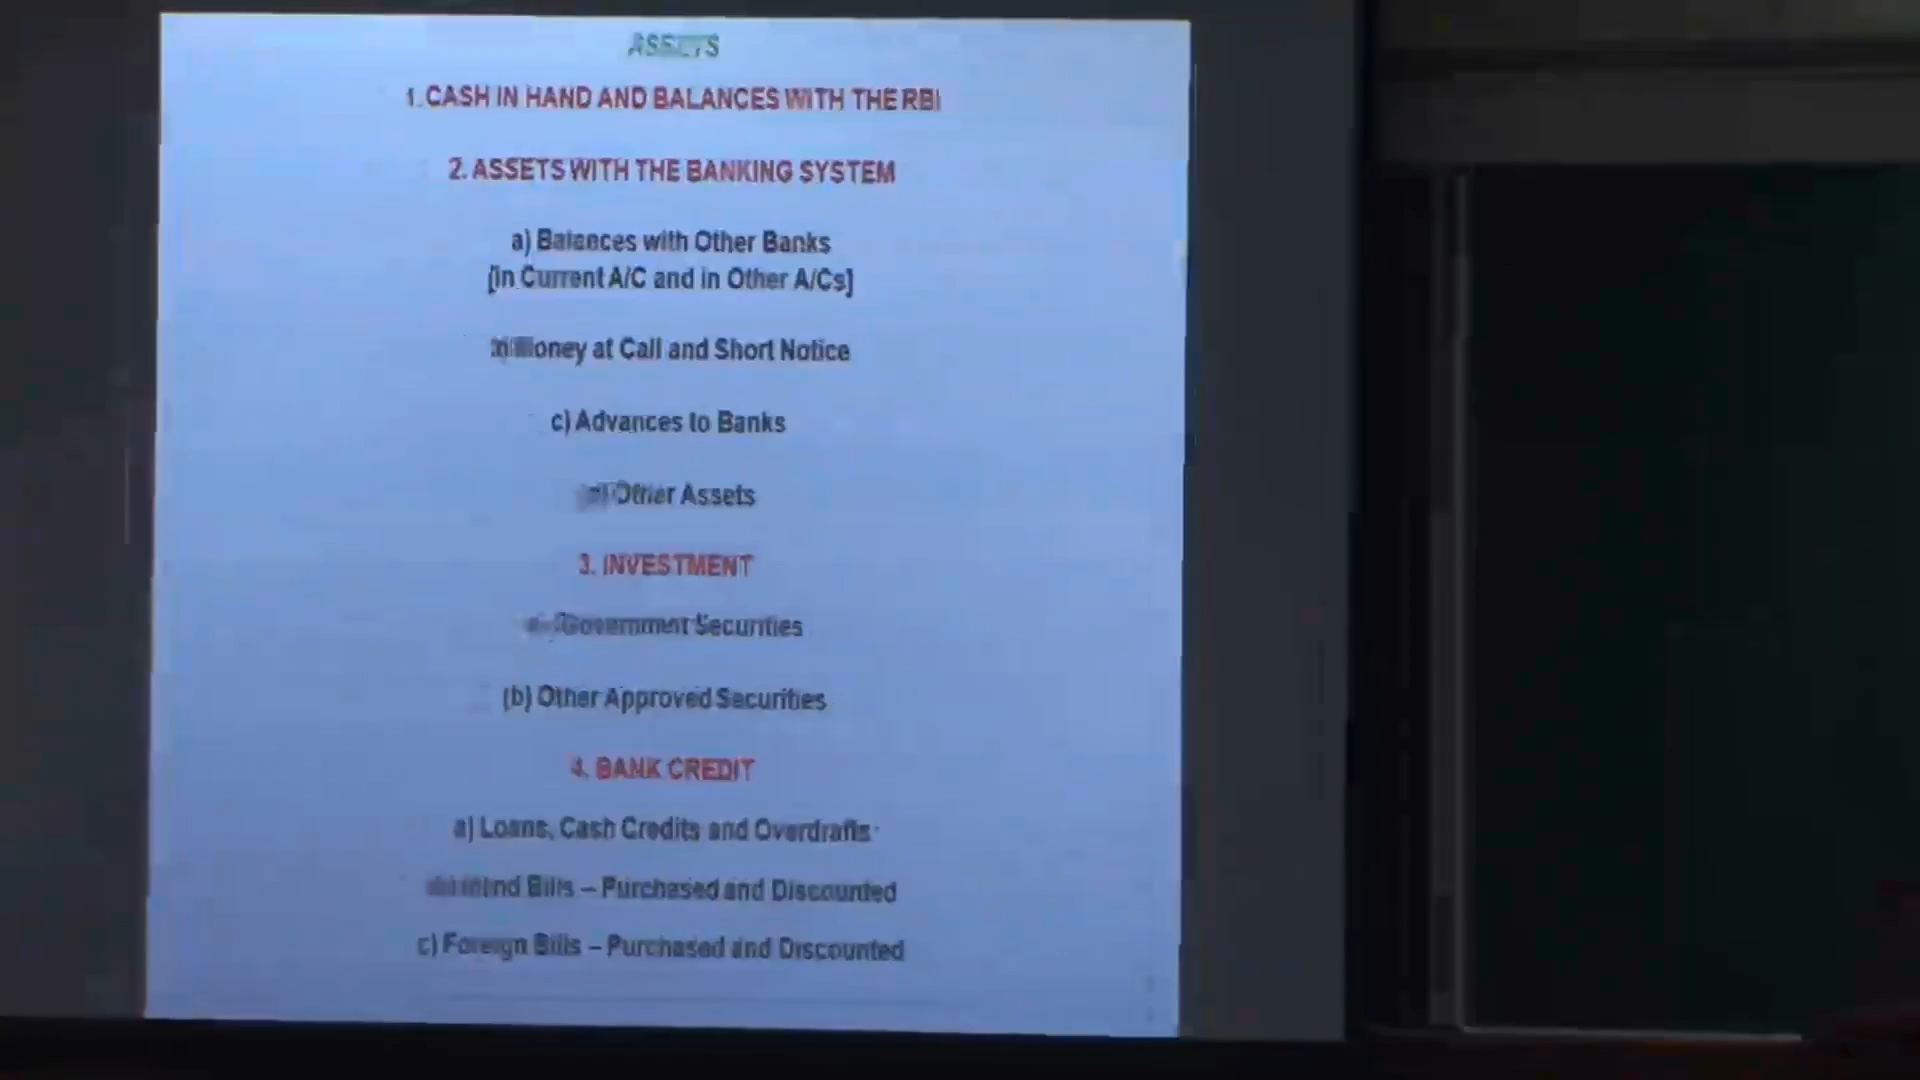 ASSETS
1. CASH IN HAND AND BALANCES WITH THE RBI
2. ASSETS WITH THE BANKING SYSTEM
a) Balances with Other Banks
[in Current A/C and in Other A/Cs]
Money at Call and Short Notice
c) Advances to Banks
Other Assets
3. INVESTMENT
Government Securities
(b) Other Approved Securities
4. BANK CREDIT
a) Loans, Cash Credits and Overdrafts
Inland Bills – Purchased and Discounted
c) Foreign Bills – Purchased and Discounted